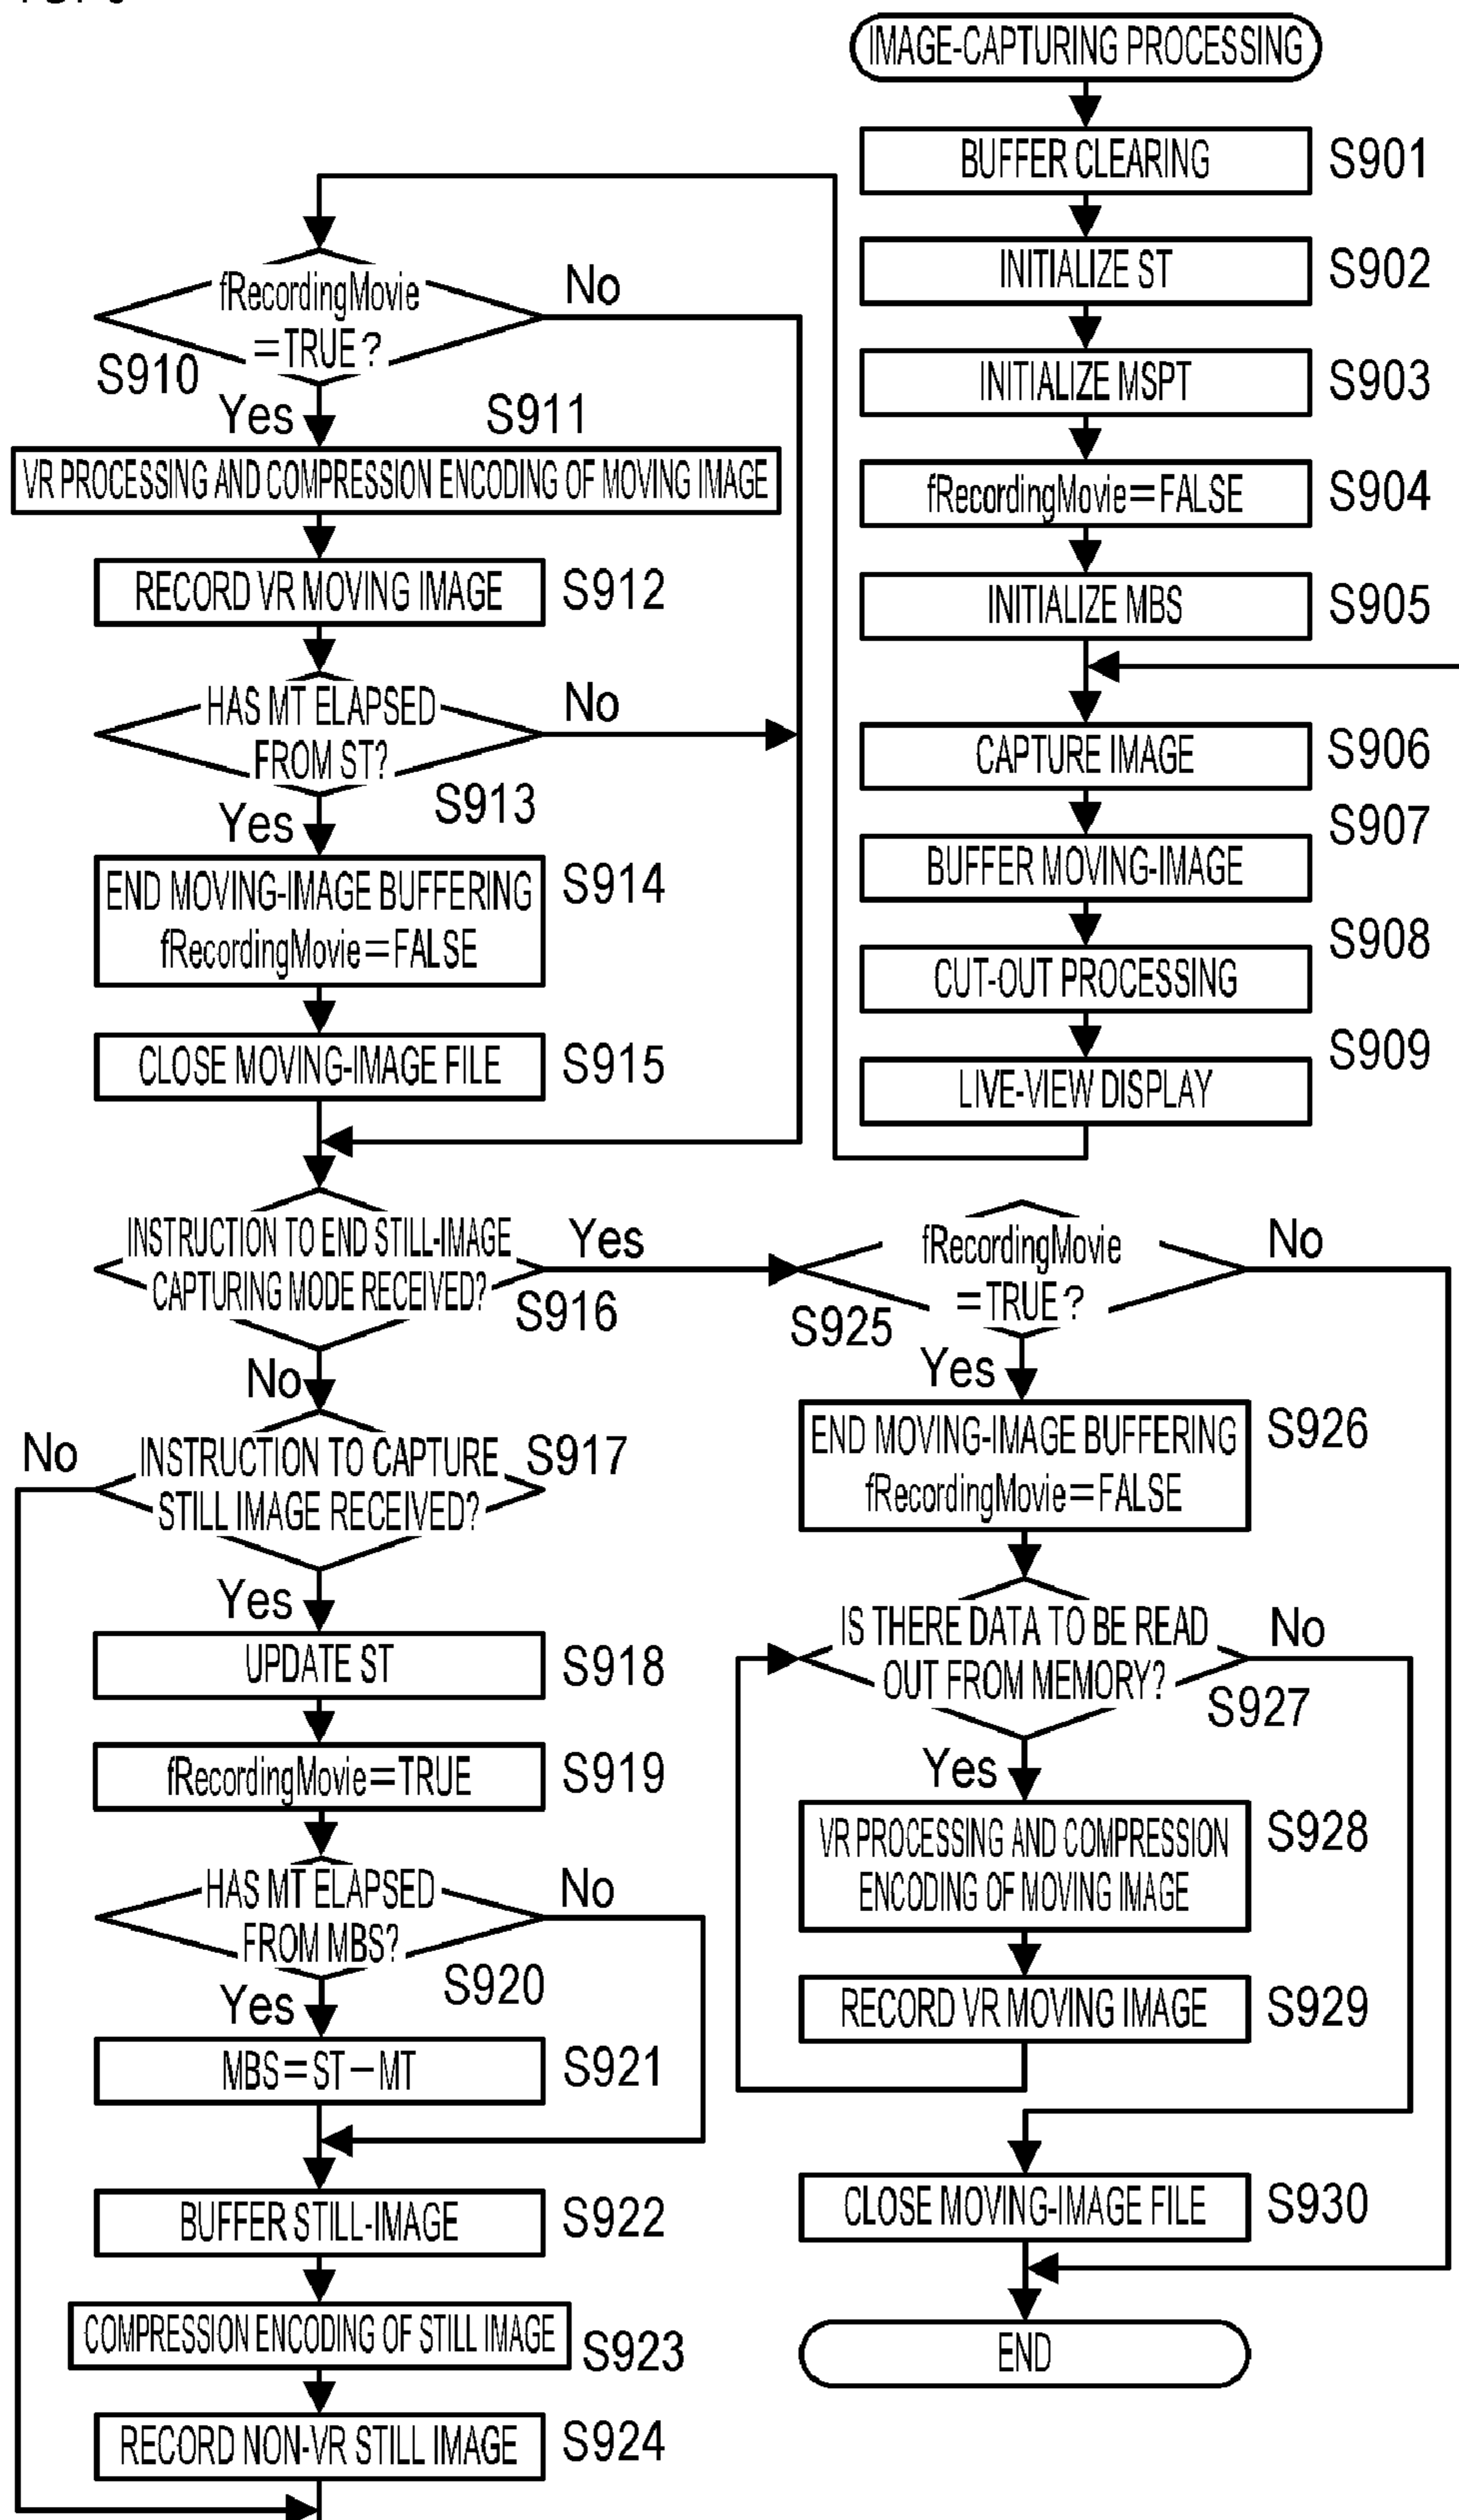 IMAGE-CAPTURING PROCESSING
BUFFER CLEARING
S901
INITIALIZE ST
S902
INITIALIZE MSPT
S903
fRecordingMovie=FALSE
S904
INITIALIZE MBS
S905
CAPTURE IMAGE
S906
BUFFER MOVING-IMAGE
S907
CUT-OUT PROCESSING
S908
LIVE-VIEW DISPLAY
S909
fRecordingMovie
=TRUE?
S910
No
Yes
S911
VR PROCESSING AND COMPRESSION ENCODING OF MOVING IMAGE
RECORD VR MOVING IMAGE
S912
HAS MT ELAPSED
FROM ST?
No
S913
Yes
END MOVING-IMAGE BUFFERING
fRecordingMovie=FALSE
S914
CLOSE MOVING-IMAGE FILE
S915
INSTRUCTION TO END STILL-IMAGE
CAPTURING MODE RECEIVED?
Yes
S916
No
INSTRUCTION TO CAPTURE
STILL IMAGE RECEIVED?
S917
No
Yes
UPDATE ST
S918
fRecordingMovie=TRUE
S919
HAS MT ELAPSED
FROM MBS?
No
S920
Yes
MBS=ST−MT
S921
BUFFER STILL-IMAGE
S922
COMPRESSION ENCODING OF STILL IMAGE
S923
RECORD NON-VR STILL IMAGE
S924
fRecordingMovie
=TRUE?
No
S925
Yes
END MOVING-IMAGE BUFFERING
fRecordingMovie=FALSE
S926
IS THERE DATA TO BE READ
OUT FROM MEMORY?
No
S927
Yes
VR PROCESSING AND COMPRESSION
ENCODING OF MOVING IMAGE
S928
RECORD VR MOVING IMAGE
S929
CLOSE MOVING-IMAGE FILE
S930
END